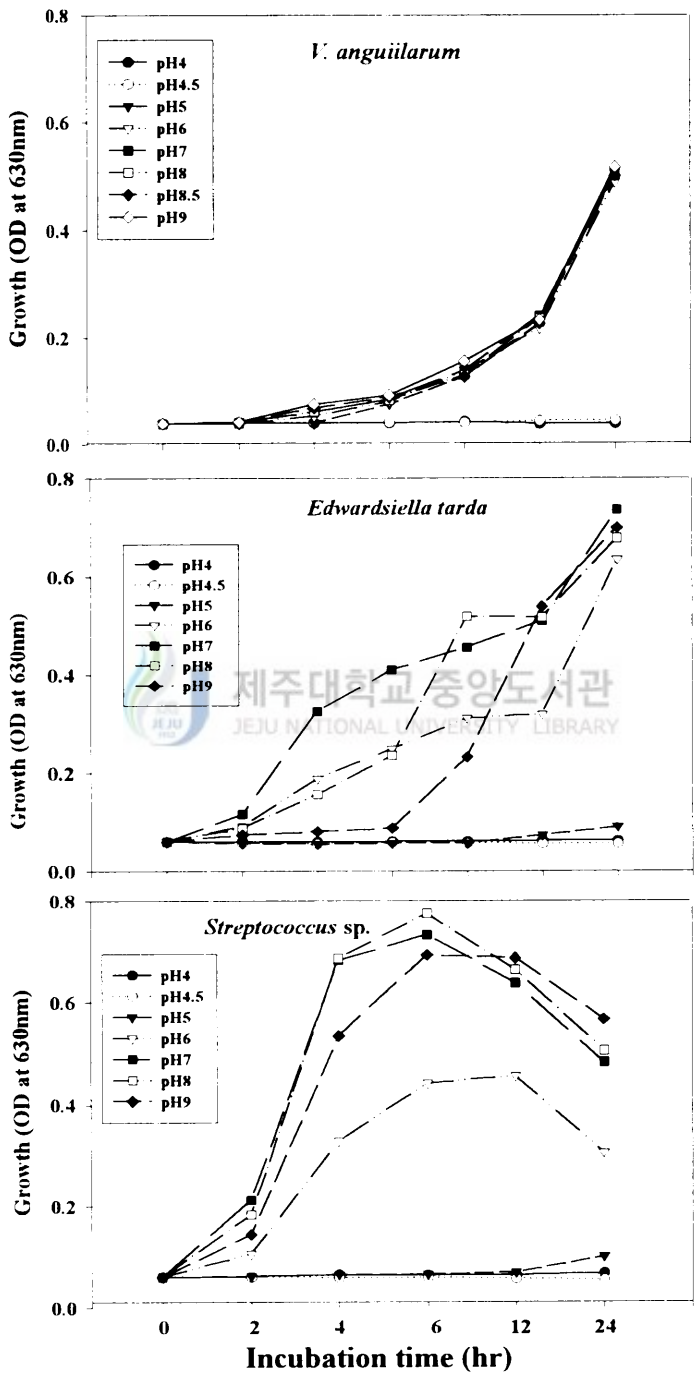 0.8
V. anguiilarum
pH4
pH4.5
pH5
pH6
pH7
pH8
pH8.5
pH9
0.6
0.4
0.2
0.0
Growth (OD at 630nm)
0.8
Edwardsiella tarda
pH4
pH4.5
pH5
pH6
pH7
pH8
pH9
0.6
0.4
0.2
0.0
Growth (OD at 630nm)
제주대학교 중앙도서관
JEJU NATIONAL UNIVERSITY LIBRARY
JEJU
1952
0.8
Streptococcus sp.
pH4
pH4.5
pH5
pH6
pH7
pH8
pH9
0.6
0.4
0.2
0.0
Growth (OD at 630nm)
0 2 4 6 12 24
Incubation time (hr)